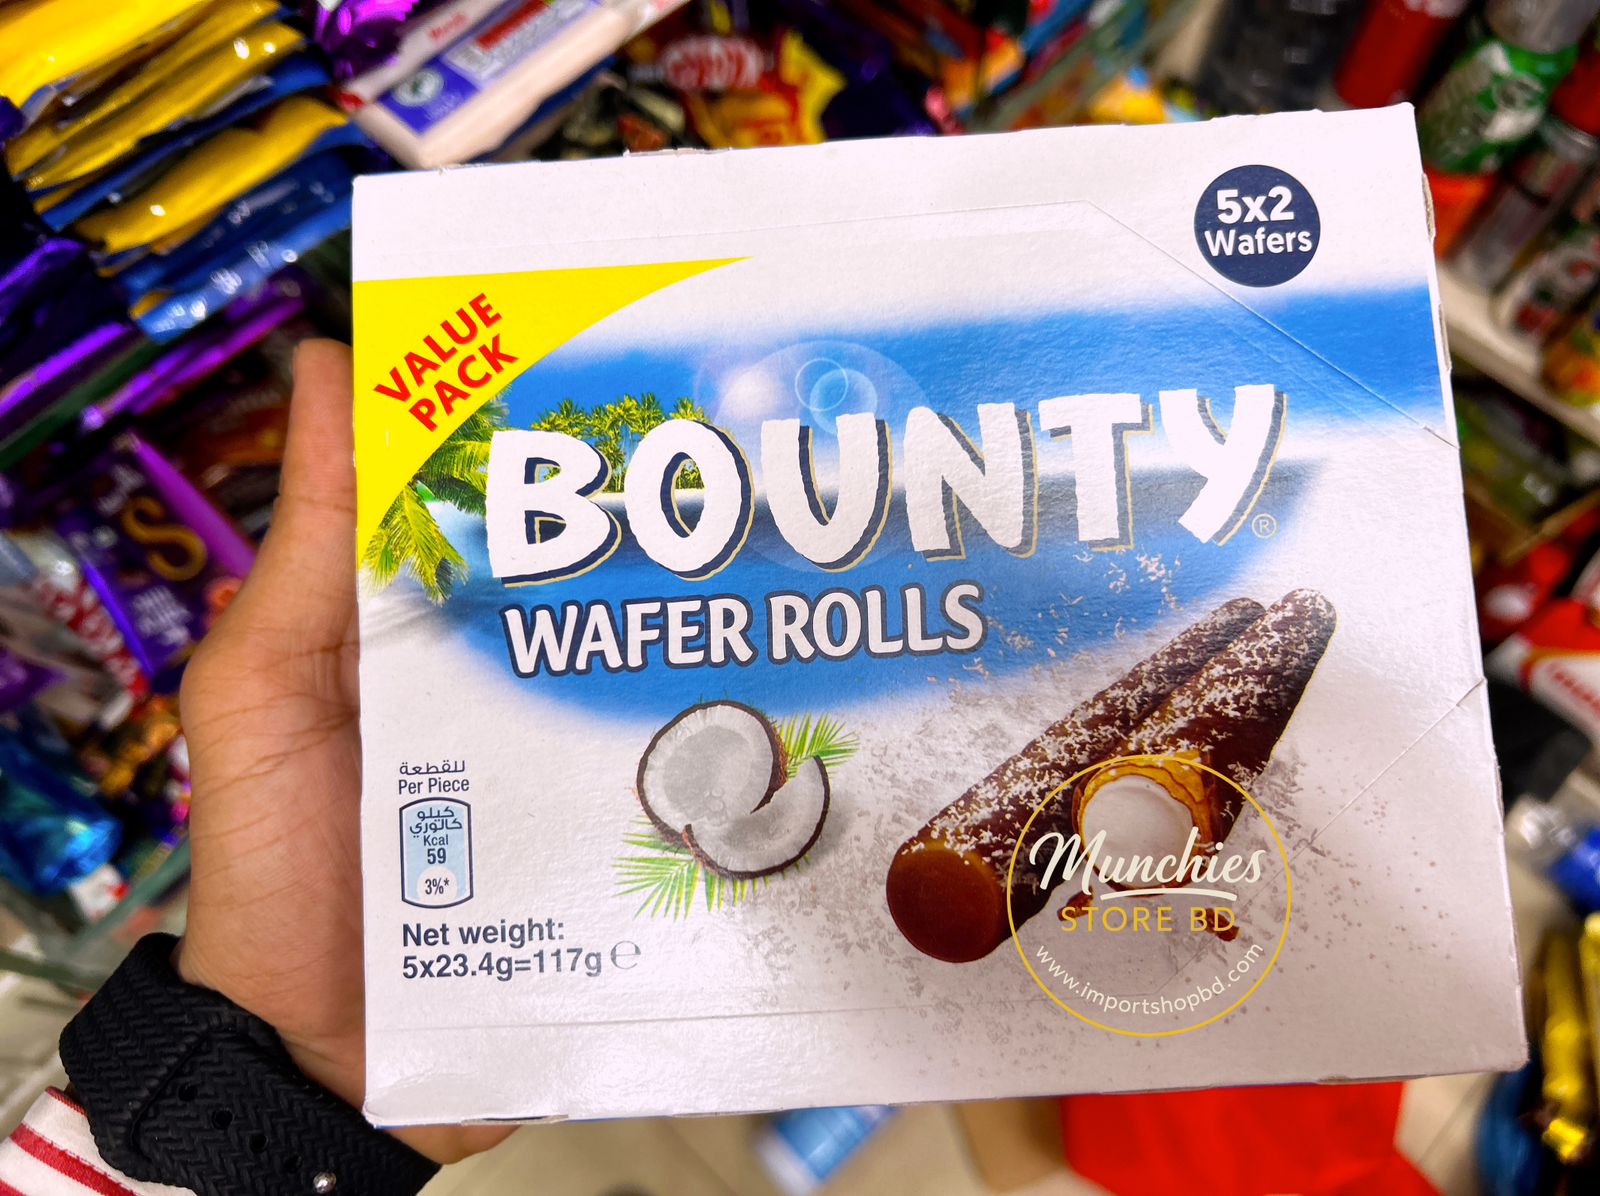 5x2
Wafers
VALUE
PACK
BOUNTY®
WAFER ROLLS
للقطعة
Per Piece
كيلو
كالوري
Kcal
59
3%*
Net weight:
5x23.4g=117g ℮
Munchies
STORE BD
www.importshopbd.com